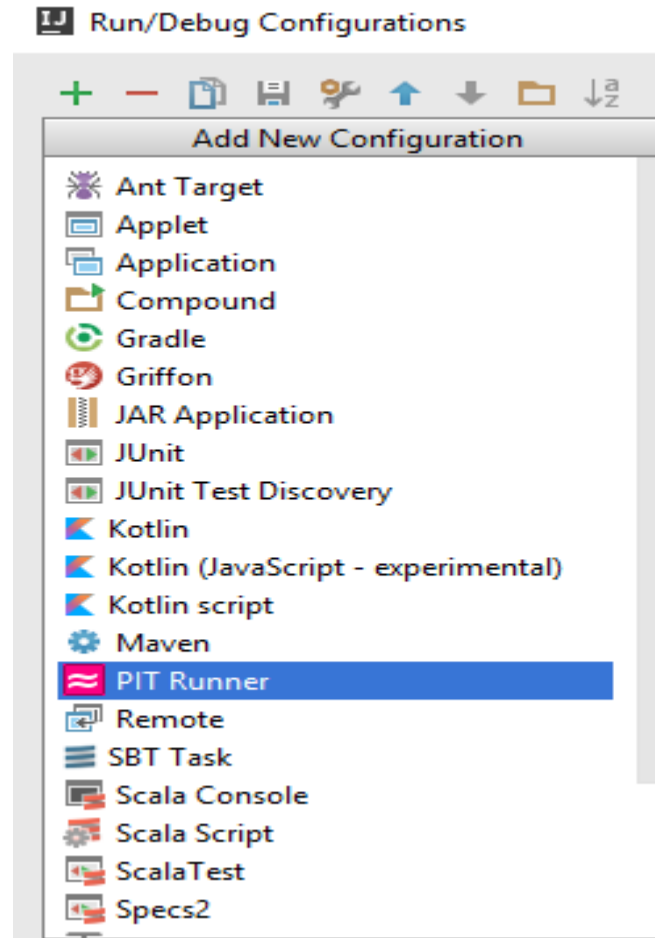 IJ Run/Debug Configurations
a
z
Add New Configuration
Ant Target
Applet
Application
Compound
Gradle
Griffon
JAR Application
JUnit
JUnit Test Discovery
Kotlin
Kotlin (JavaScript - experimental)
Kotlin script
Maven
PIT Runner
Remote
SBT Task
Scala Console
Scala Script
ScalaTest
Specs2